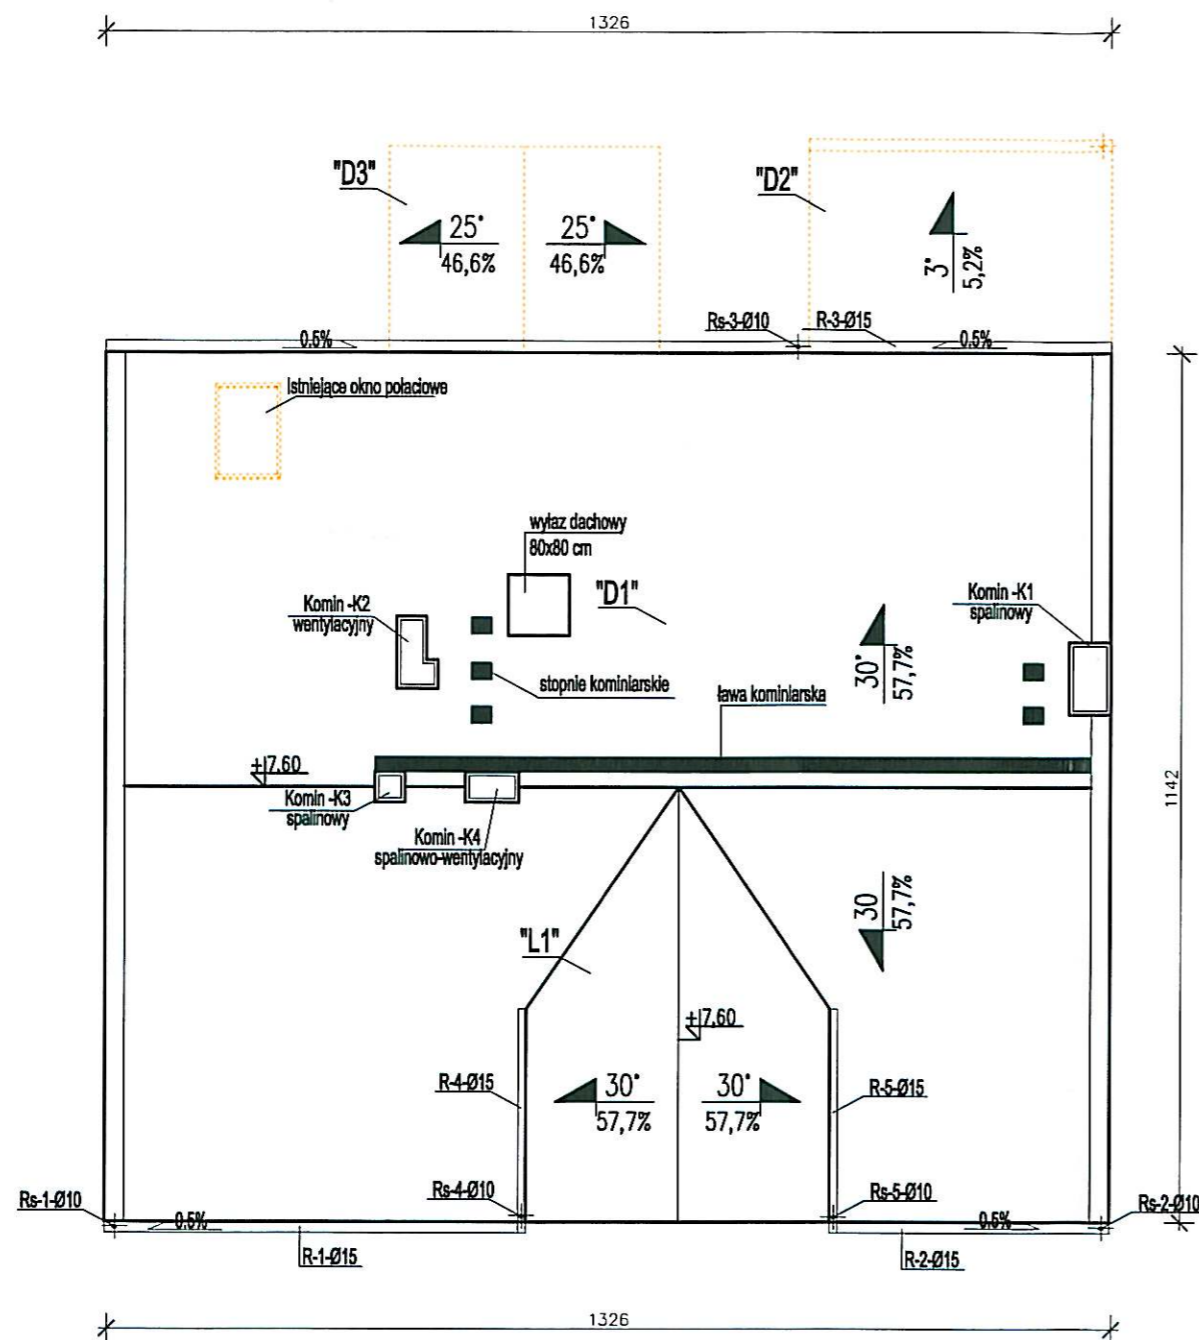 1326
"D3"
25°
46,6%
25°
46,6%
"D2"
3°
5,2%
0.5%
Rs-3-Ø10
R-3-Ø15
0.5%
Istniejące okno połaciowe
wyłaz dachowy
80x80 cm
"D1"
Komin -K2
wentylacyjny
Komin -K1
spalinowy
30°
57,7%
stopnie kominiarskie
ława kominiarska
+7,60
Komin -K3
spalinowy
Komin -K4
spalinowo-wentylacyjny
1142
30
57,7%
"L1"
+7,60
R-4-Ø15
30°
57,7%
30°
57,7%
R-5-Ø15
Rs-1-Ø10
Rs-4-Ø10
Rs-5-Ø10
Rs-2-Ø10
0.5%
0.5%
R-1-Ø15
R-2-Ø15
1326